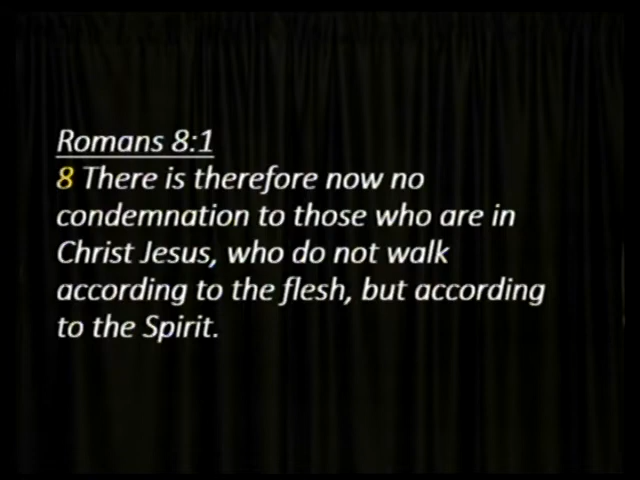 Romans 8:1
8 There is therefore now no
condemnation to those who are in
Christ Jesus, who do not walk
according to the flesh, but according
to the Spirit.